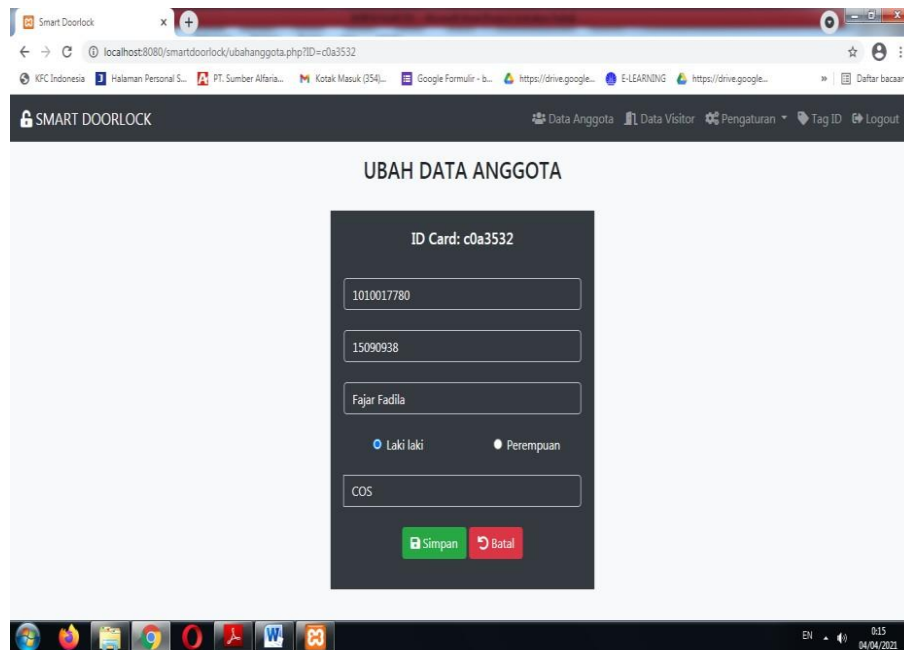 Smart Doorlock
localhost:8080/smartdoorlock/ubahanggota.php?ID=c0a3532
KFC Indonesia Halaman Personal S... PT. Sumber Alfaria... Kotak Masuk (354)... Google Formulir - b... https://drive.google... E-LEARNING https://drive.google... » Daftar bacaan
SMART DOORLOCK Data Anggota Data Visitor Pengaturan Tag ID Logout
UBAH DATA ANGGOTA
ID Card: c0a3532
1010017780
15090938
Fajar Fadila
Laki laki Perempuan
COS
Simpan Batal
EN 0:15
04/04/2021